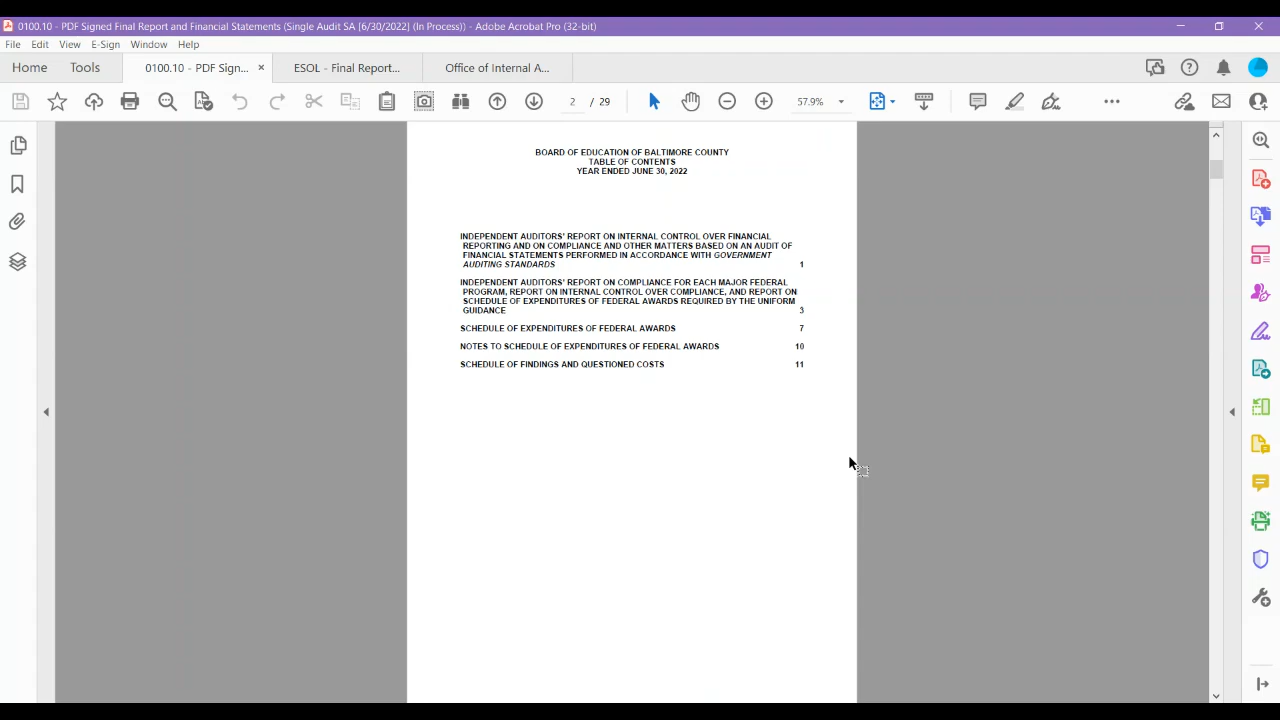 0100.10 - PDF Signed Final Report and Financial Statements (Single Audit SA [6/30/2022] (In Process)) - Adobe Acrobat Pro (32-bit)
File Edit View E-Sign Window Help
Home Tools 0100.10 - PDF Sign... × ESOL - Final Report... Office of Internal A...
2 / 29 57.9%
BOARD OF EDUCATION OF BALTIMORE COUNTY
TABLE OF CONTENTS
YEAR ENDED JUNE 30, 2022
INDEPENDENT AUDITORS' REPORT ON INTERNAL CONTROL OVER FINANCIAL
REPORTING AND ON COMPLIANCE AND OTHER MATTERS BASED ON AN AUDIT OF
FINANCIAL STATEMENTS PERFORMED IN ACCORDANCE WITH GOVERNMENT
AUDITING STANDARDS 1
INDEPENDENT AUDITORS' REPORT ON COMPLIANCE FOR EACH MAJOR FEDERAL
PROGRAM, REPORT ON INTERNAL CONTROL OVER COMPLIANCE, AND REPORT ON
SCHEDULE OF EXPENDITURES OF FEDERAL AWARDS REQUIRED BY THE UNIFORM
GUIDANCE 3
SCHEDULE OF EXPENDITURES OF FEDERAL AWARDS 7
NOTES TO SCHEDULE OF EXPENDITURES OF FEDERAL AWARDS 10
SCHEDULE OF FINDINGS AND QUESTIONED COSTS 11